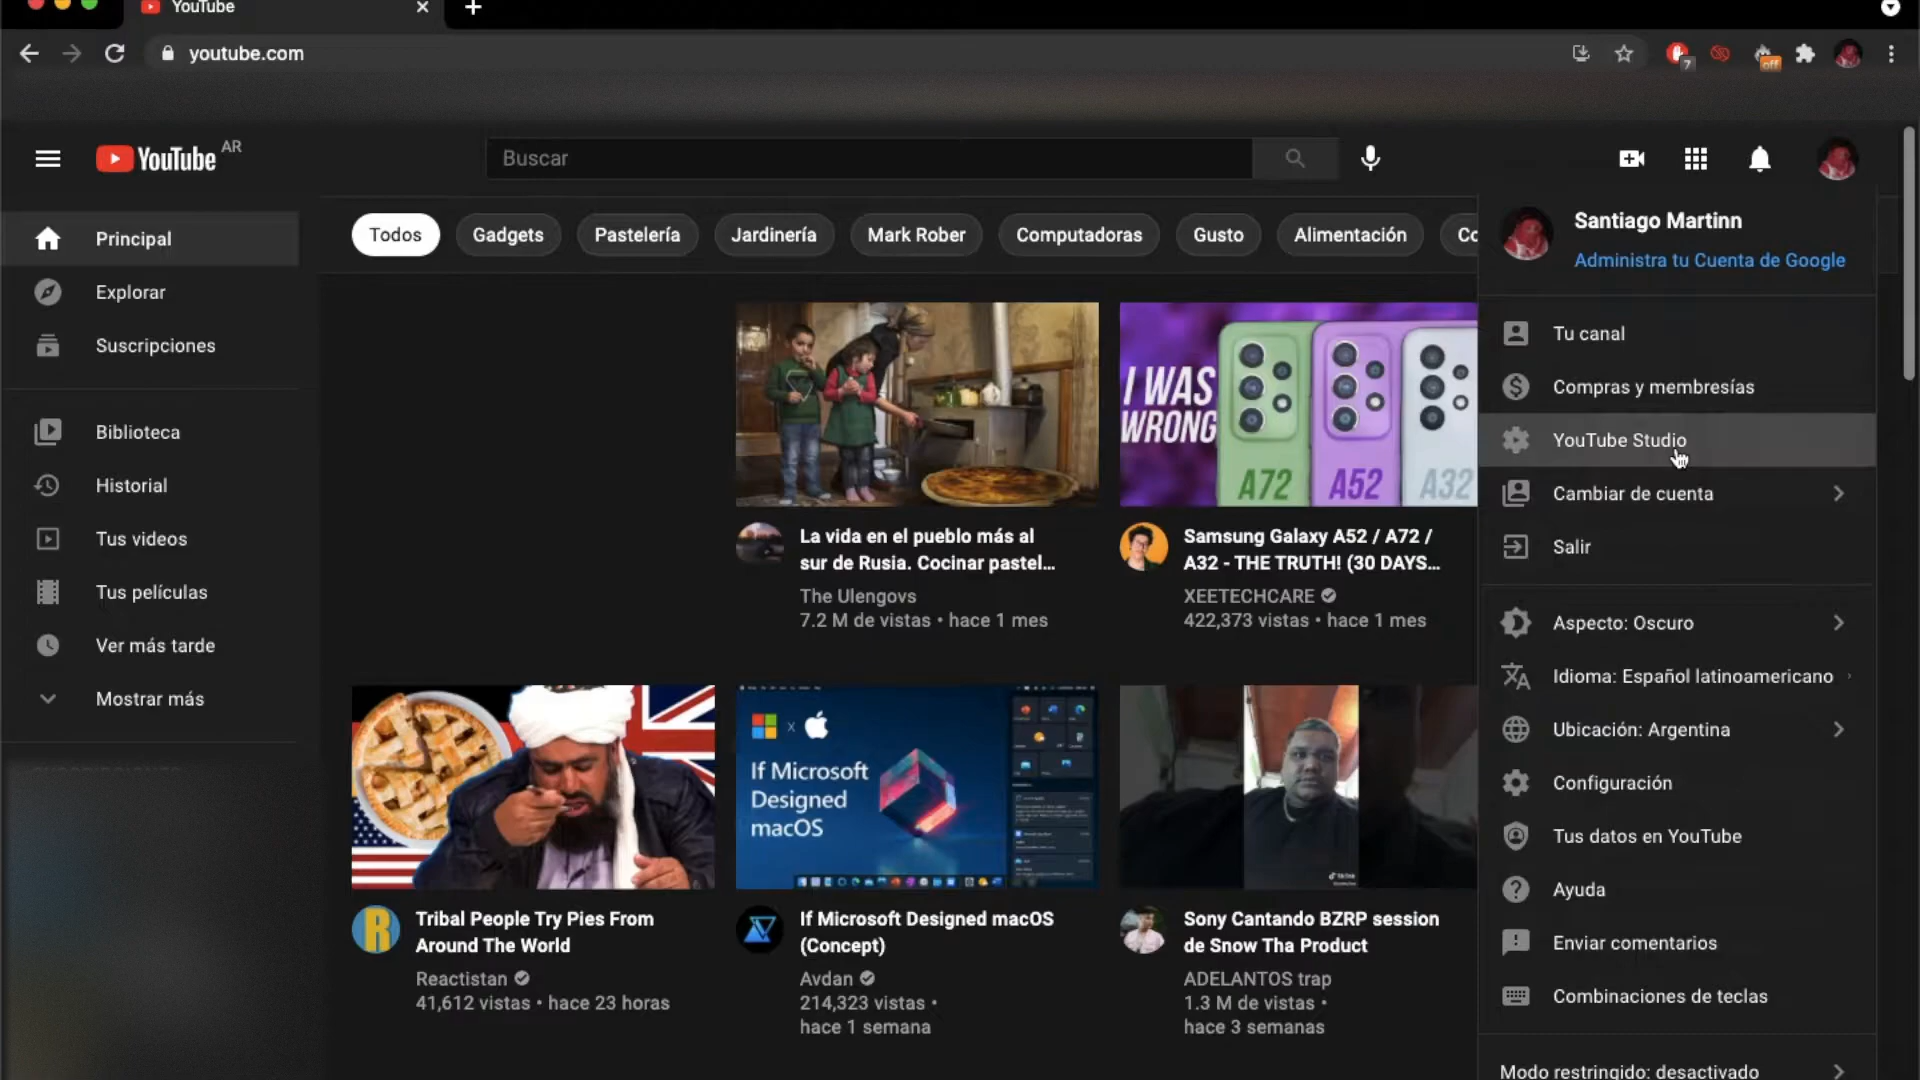 YouTube
youtube.com
7
off
YouTube AR
Buscar
Principal
Explorar
Suscripciones
Biblioteca
Historial
Tus videos
Tus películas
Ver más tarde
Mostrar más
Todos
Gadgets
Pastelería
Jardinería
Mark Rober
Computadoras
Gusto
Alimentación
Co
I WAS
WRONG
A72
A52
A32
La vida en el pueblo más al
sur de Rusia. Cocinar pastel...
The Ulengovs
7.2 M de vistas • hace 1 mes
Samsung Galaxy A52 / A72 /
A32 - THE TRUTH! (30 DAYS...
XEETECHCARE
422,373 vistas • hace 1 mes
x
If Microsoft
Designed
macOS
TikTok
R
Tribal People Try Pies From
Around The World
Reactistan
41,612 vistas • hace 23 horas
If Microsoft Designed macOS
(Concept)
Avdan
214,323 vistas •
hace 1 semana
Sony Cantando BZRP session
de Snow Tha Product
ADELANTOS trap
1.3 M de vistas •
hace 3 semanas
Santiago Martinn
Administra tu Cuenta de Google
Tu canal
Compras y membresías
YouTube Studio
Cambiar de cuenta
Salir
Aspecto: Oscuro
Idioma: Español latinoamericano
Ubicación: Argentina
Configuración
Tus datos en YouTube
Ayuda
Enviar comentarios
Combinaciones de teclas
Modo restringido: desactivado